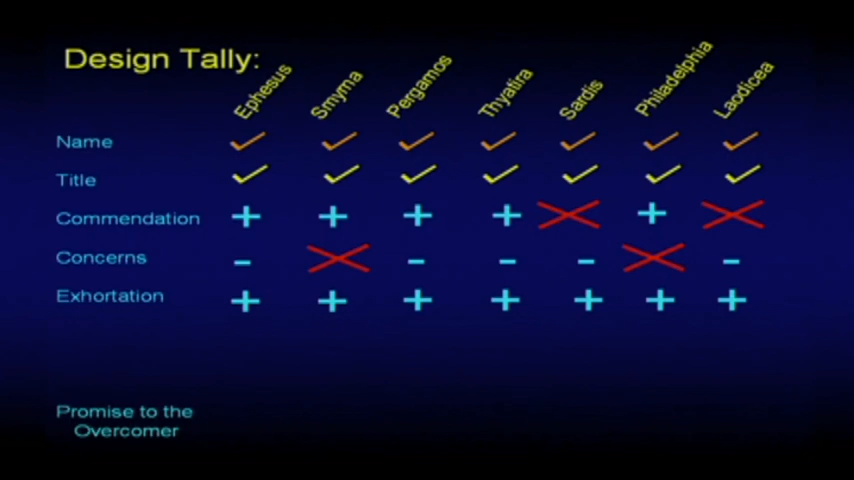 Design Tally:
Ephesus Smyrna Pergamos Thyatira Sardis Philadelphia Laodicea
Name
Title
Commendation + + + + +
Concerns - - - - -
Exhortation + + + + + + +
Promise to the
Overcomer